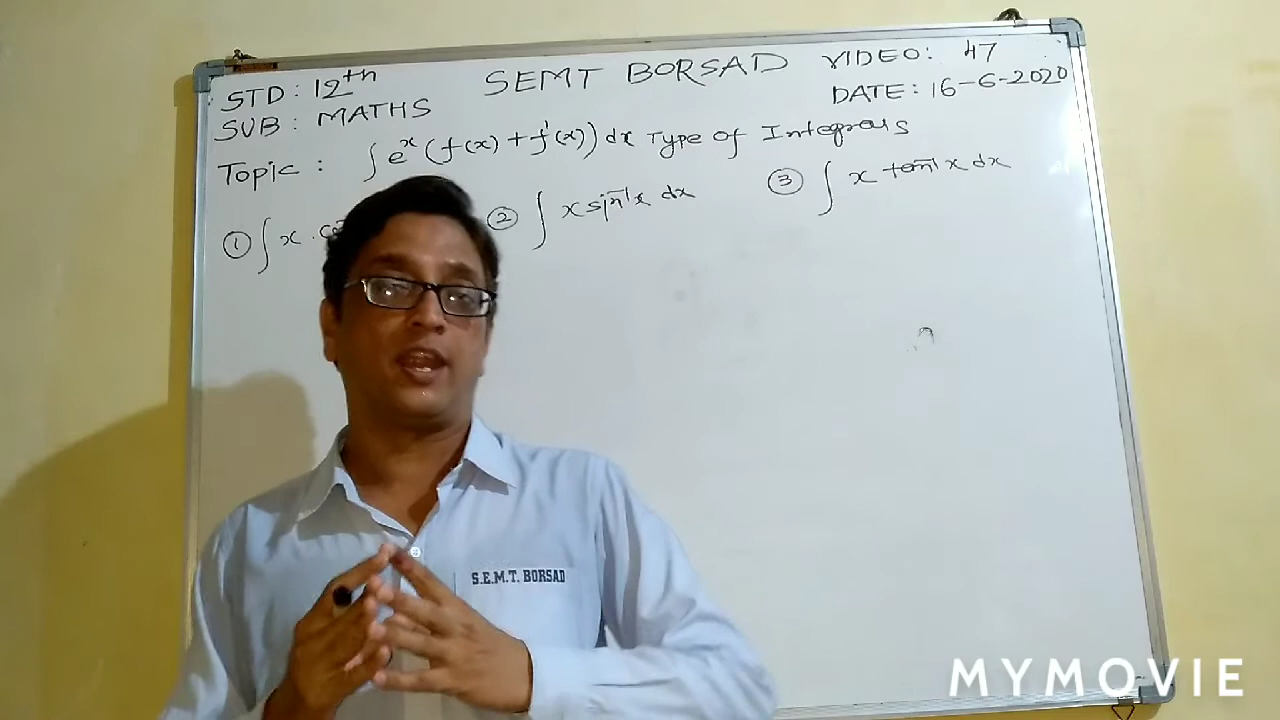 STD : 12th SEMT BORSAD VIDEO: 47
SUB : MATHS DATE: 16-6-2020
Topic : ∫ eˣ (f(x) + f'(x)) dx Type of Integrals
① ∫ x . ② ∫ x sin⁻¹x dx ③ ∫ x tan⁻¹ x dx
S.E.M.T. BORSAD
MYMOVIE